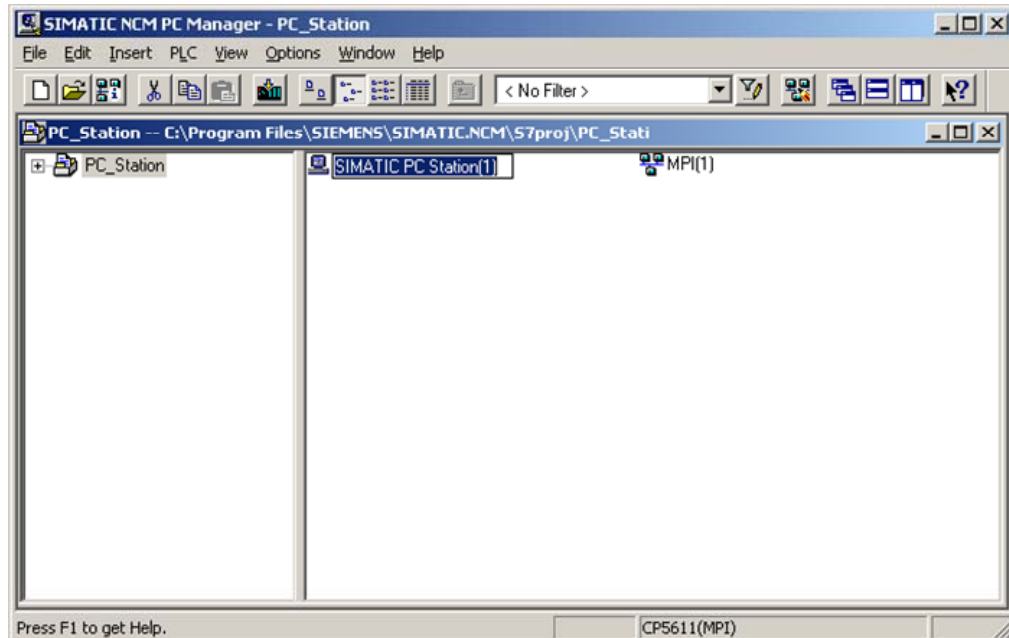 SIMATIC NCM PC Manager - PC_Station
File Edit Insert PLC View Options Window Help
< No Filter >
PC_Station -- C:\Program Files\SIEMENS\SIMATIC.NCM\S7proj\PC_Stati
PC_Station
SIMATIC PC Station(1)
MPI(1)
Press F1 to get Help.
CP5611(MPI)